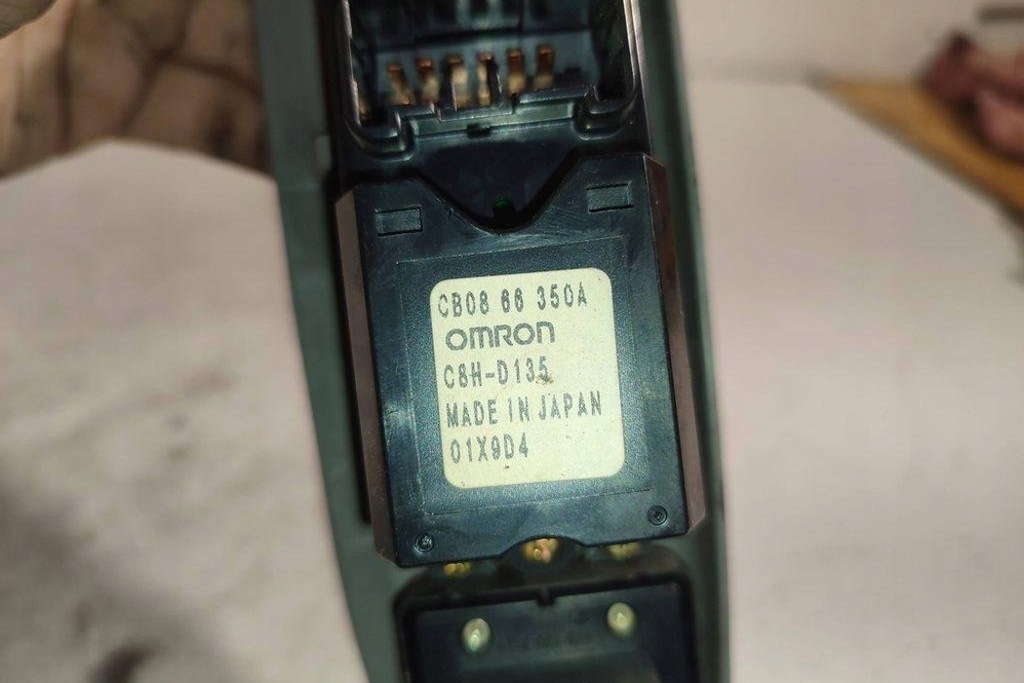 CB08 66 350A
OMRON
C8H-D135
MADE IN JAPAN
01X9D4